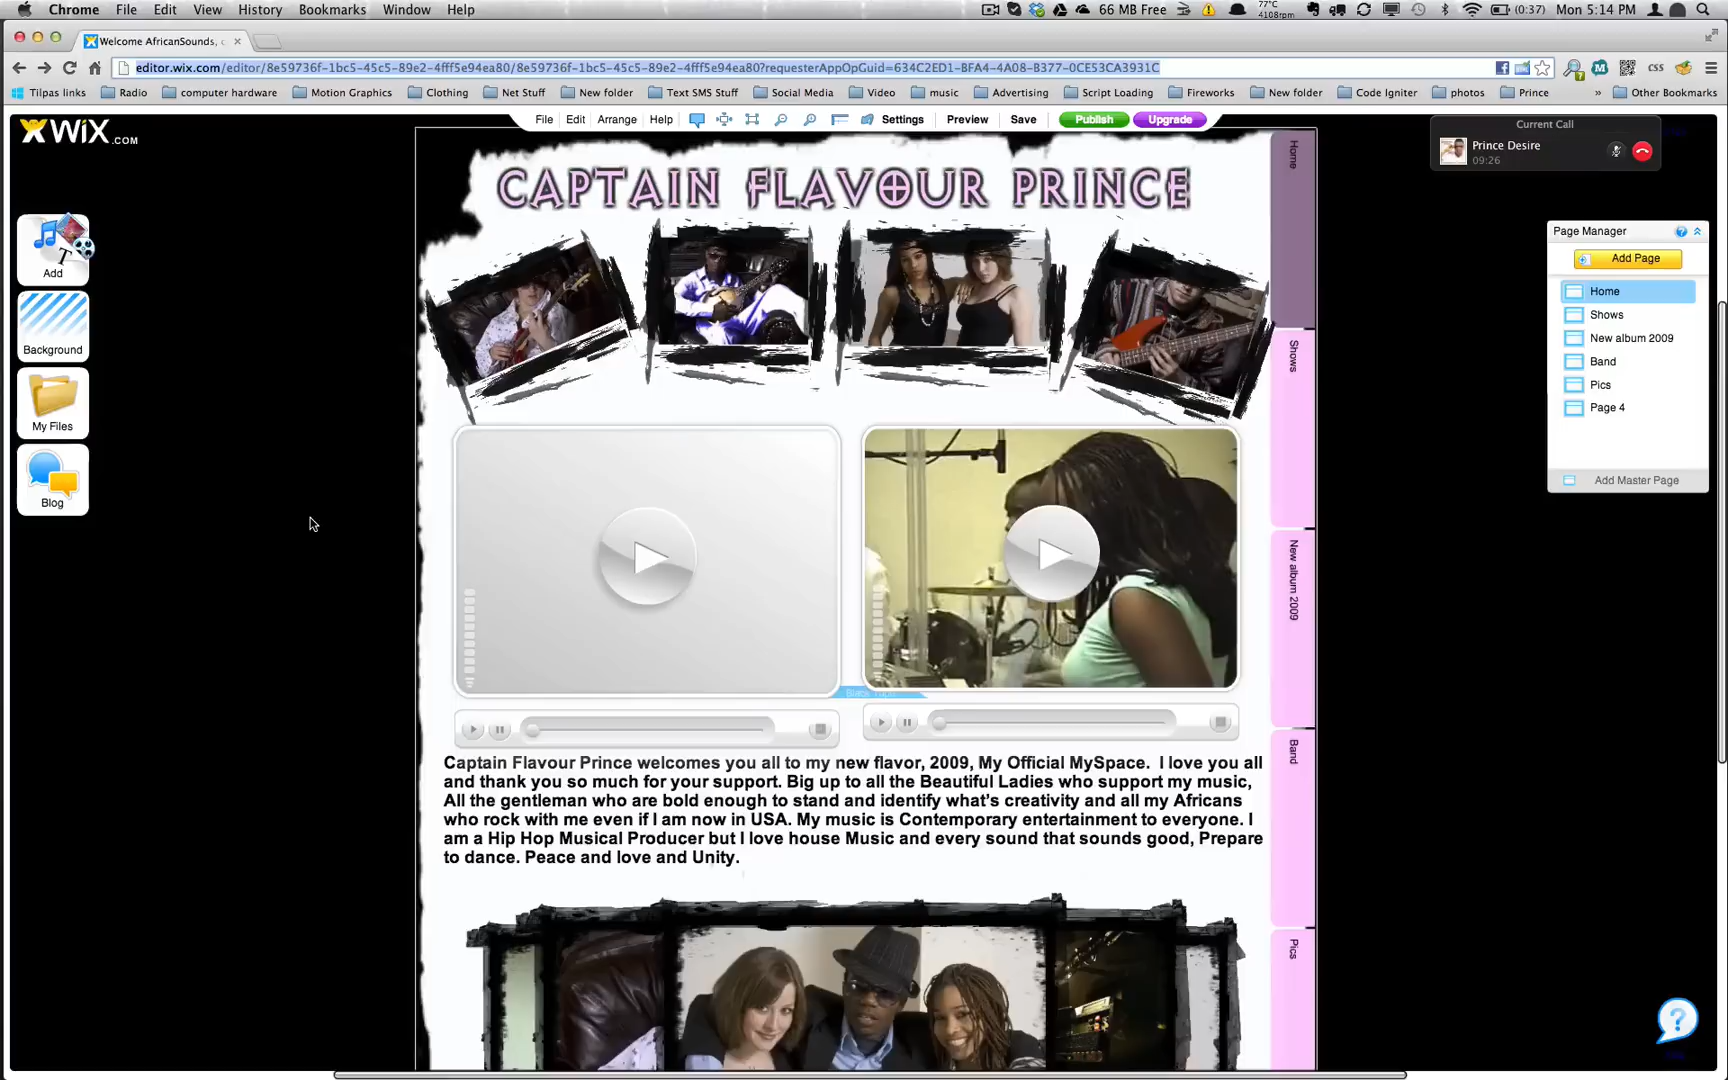 Chrome File Edit View History Bookmarks Window Help
66 MB Free 77°C 4108rpm (0:37) Mon 5:14 PM
Welcome AfricanSounds, c
editor.wix.com/editor/8e59736f-1bc5-45c5-89e2-4fff5e94ea80/8e59736f-1bc5-45c5-89e2-4fff5e94ea80?requesterAppOpGuid=634C2ED1-BFA4-4A08-B377-0CE53CA3931C
CSS
Tilpas links Radio computer hardware Motion Graphics Clothing Net Stuff New folder Text SMS Stuff Social Media Video music Advertising Script Loading Fireworks New folder Code Igniter photos Prince » Other Bookmarks
WiX.COM
File Edit Arrange Help Settings Preview Save Publish Upgrade
Current Call
Prince Desire
09:26
Add
Background
My Files
Blog
CAPTAIN FLAVOUR PRINCE
Home
Shows
New album 2009
Band
Pics
Page Manager
Add Page
Home
Shows
New album 2009
Band
Pics
Page 4
Add Master Page
Captain Flavour Prince welcomes you all to my new flavor, 2009, My Official MySpace. I love you all
and thank you so much for your support. Big up to all the Beautiful Ladies who support my music,
All the gentleman who are bold enough to stand and identify what's creativity and all my Africans
who rock with me even if I am now in USA. My music is Contemporary entertainment to everyone. I
am a Hip Hop Musical Producer but I love house Music and every sound that sounds good, Prepare
to dance. Peace and love and Unity.